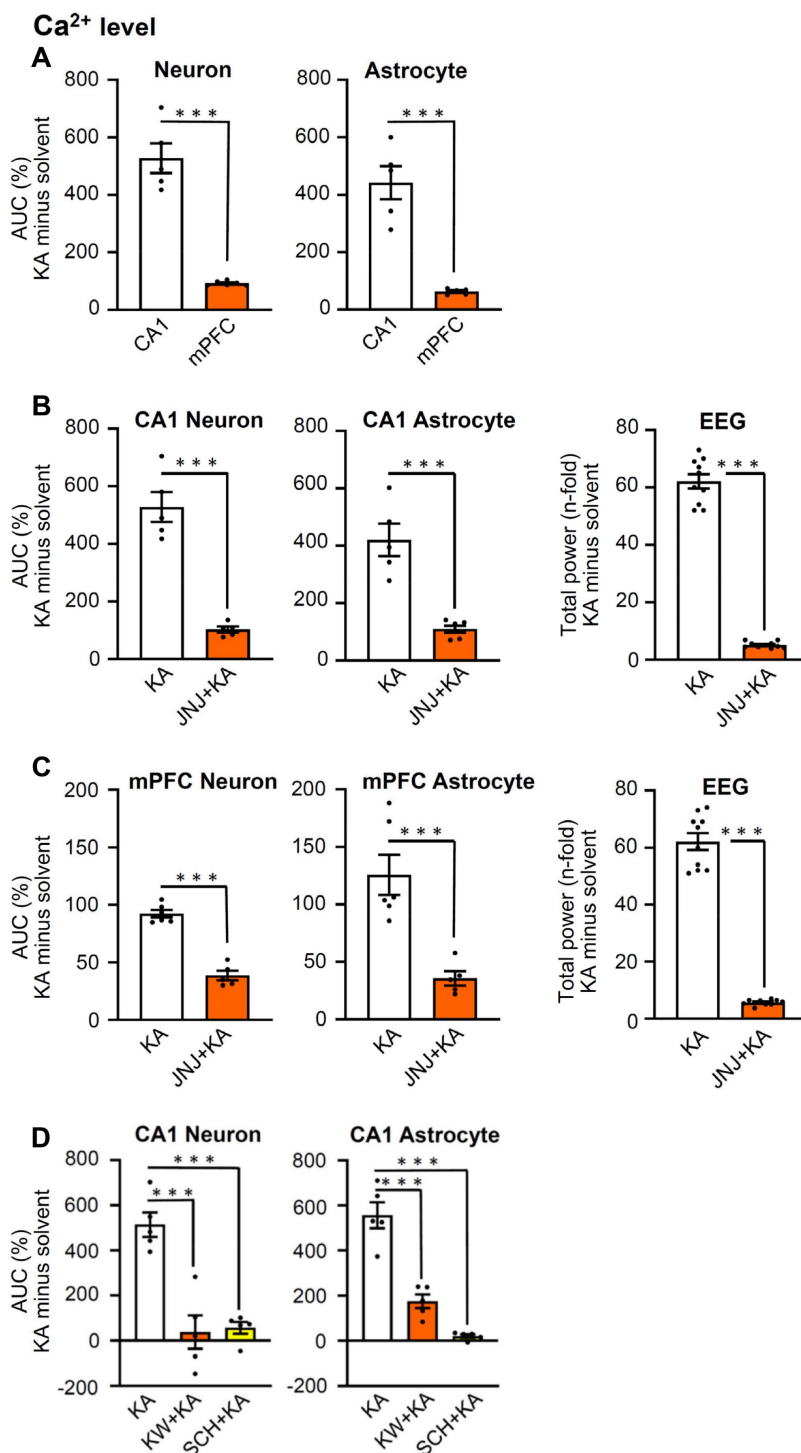 Ca²⁺ level
A
Neuron
Astrocyte
AUC (%)
KA minus solvent
800
600
400
200
0
* * *
CA1
mPFC
800
600
400
200
0
* * *
CA1
mPFC
B
CA1 Neuron
CA1 Astrocyte
EEG
AUC (%)
KA minus solvent
800
600
400
200
0
* * *
KA
JNJ+KA
800
600
400
200
0
* * *
KA
JNJ+KA
Total power (n-fold)
KA minus solvent
80
60
40
20
0
* * *
KA
JNJ+KA
C
mPFC Neuron
mPFC Astrocyte
EEG
AUC (%)
KA minus solvent
200
150
100
50
0
* * *
KA
JNJ+KA
200
150
100
50
0
* * *
KA
JNJ+KA
Total power (n-fold)
KA minus solvent
80
60
40
20
0
* * *
KA
JNJ+KA
D
CA1 Neuron
CA1 Astrocyte
AUC (%)
KA minus solvent
800
600
400
200
0
-200
* * *
* * *
KA
KW+KA
SCH+KA
800
600
400
200
0
-200
* * *
* * *
KA
KW+KA
SCH+KA